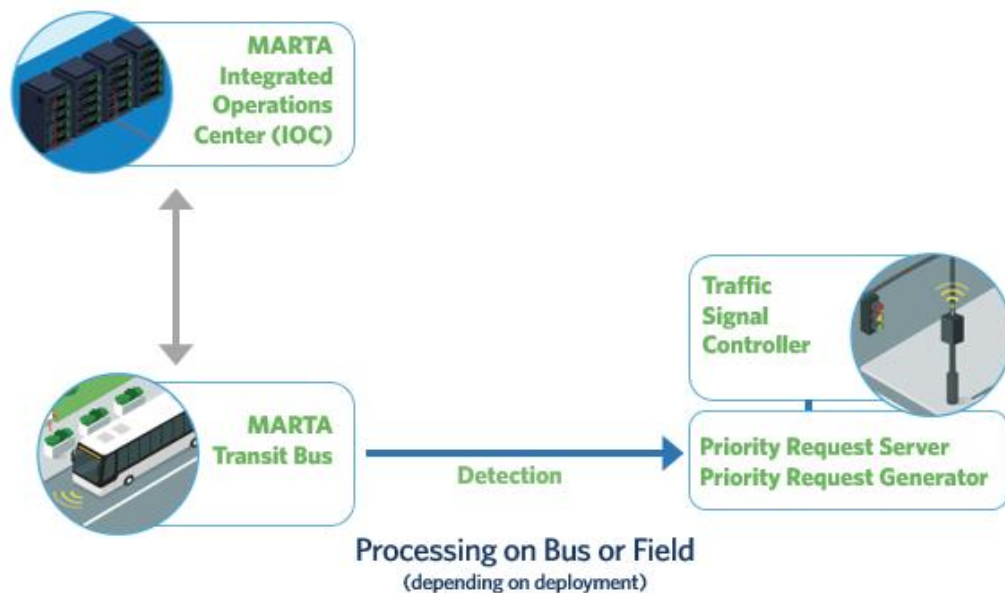 MARTA
Integrated
Operations
Center (IOC)
Traffic
Signal
Controller
MARTA
Transit Bus
Detection
Priority Request Server
Priority Request Generator
Processing on Bus or Field
(depending on deployment)